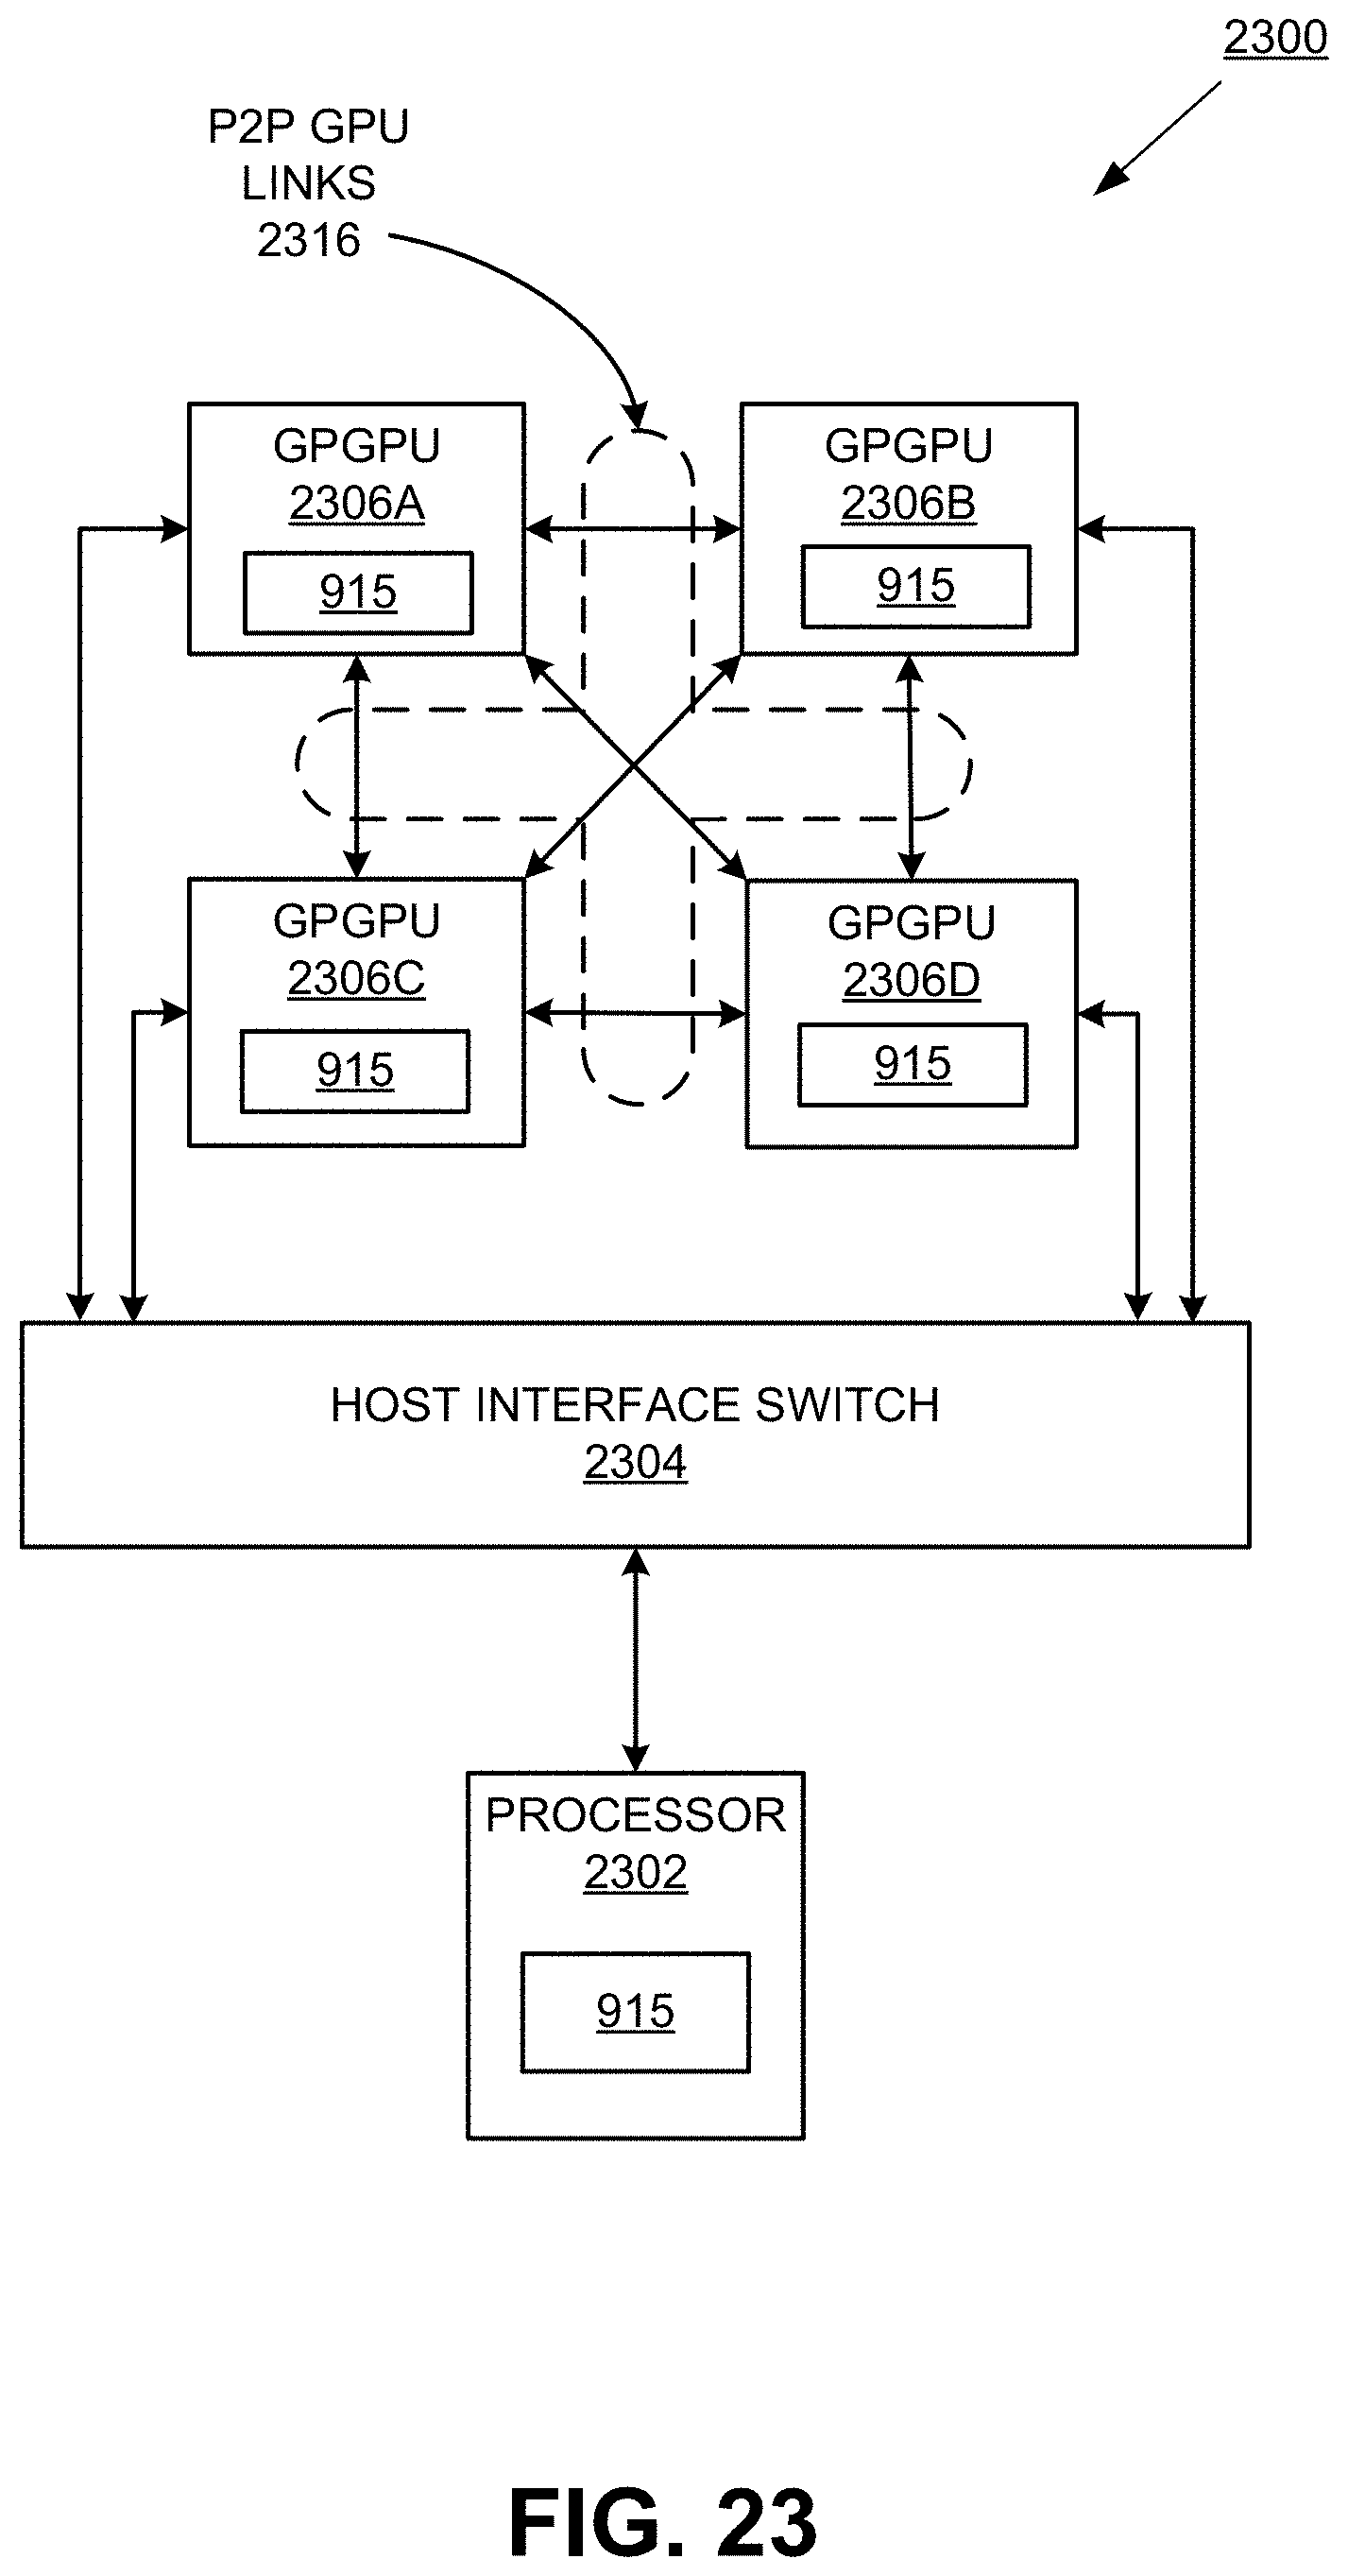 2300
P2P GPU
LINKS
2316
GPGPU
2306A
915
GPGPU
2306B
915
GPGPU
2306C
915
GPGPU
2306D
915
HOST INTERFACE SWITCH
2304
PROCESSOR
2302
915
FIG. 23